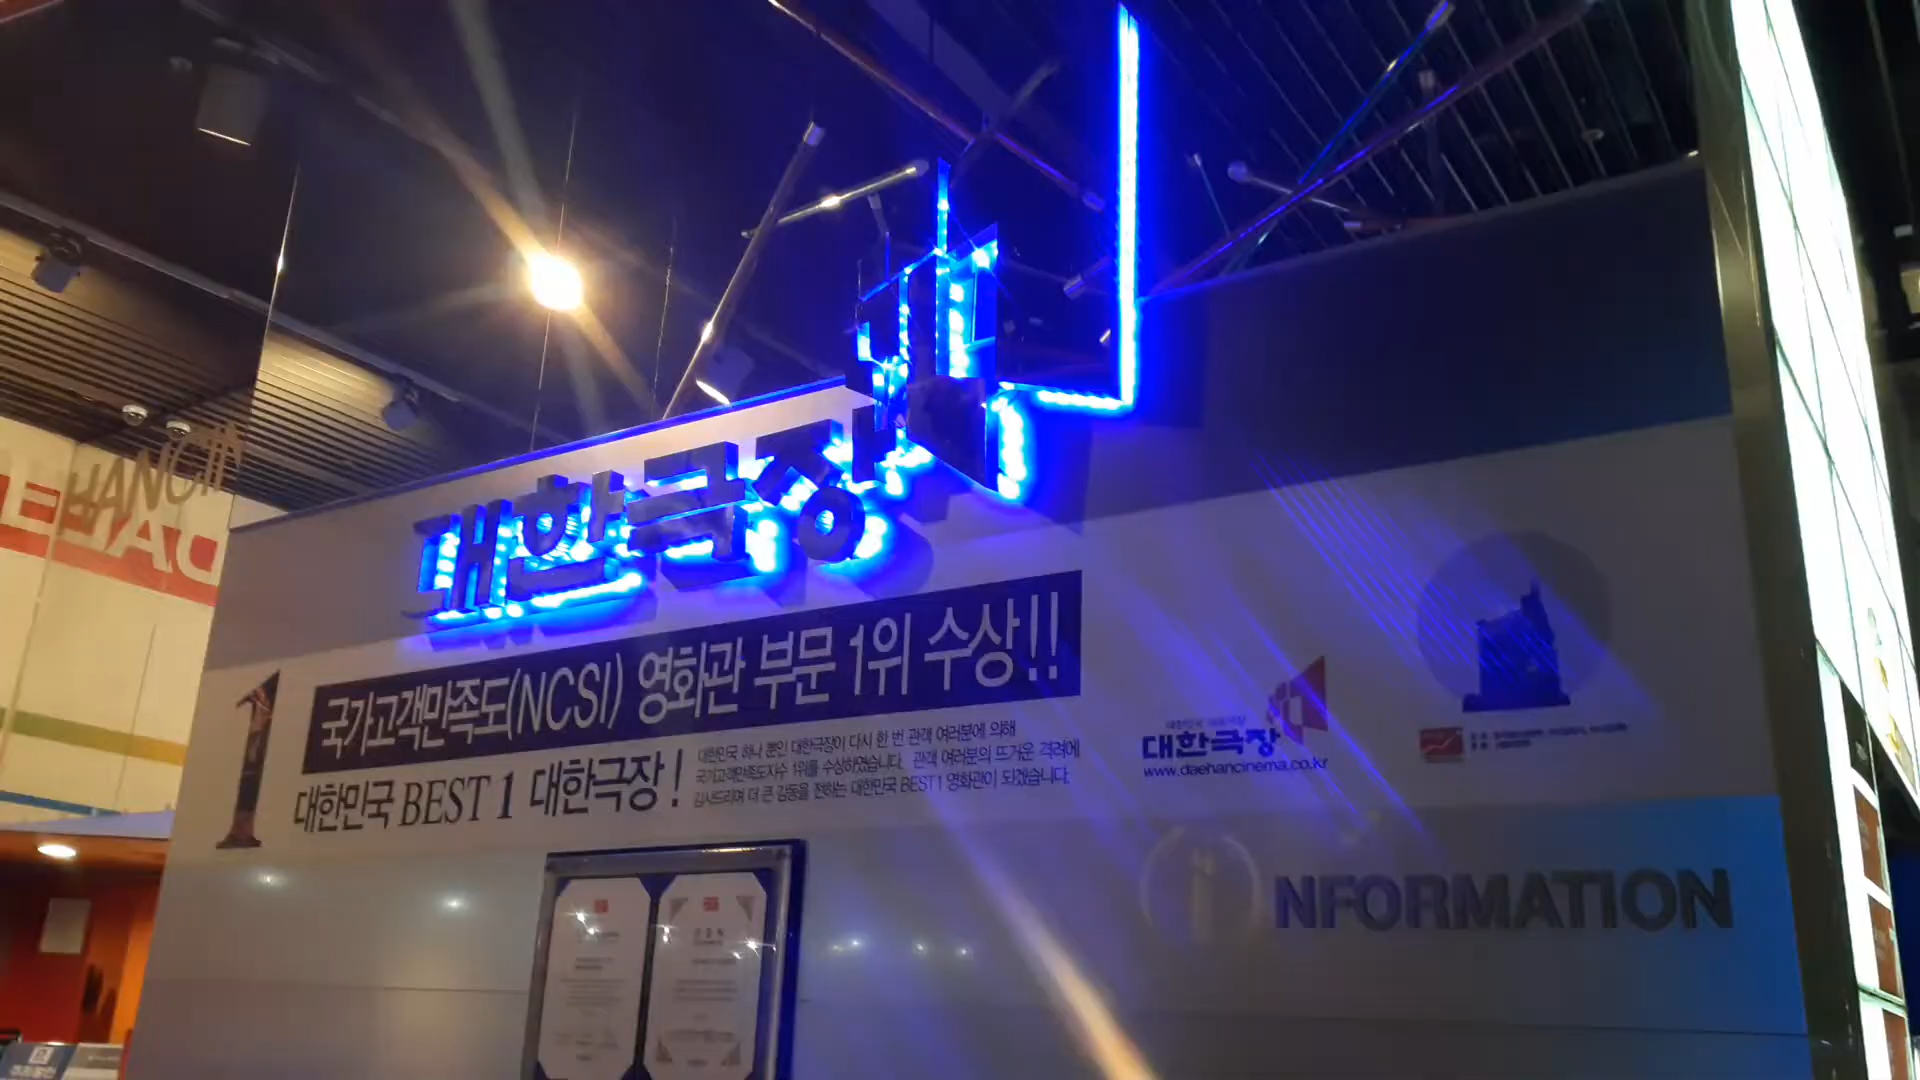 대한극장
국가고객만족도(NCSI) 영화관 부문 1위 수상!!
1
대한민국 BEST 1 대한극장!
대한민국 하나 뿐인 대한극장이 다시 한 번 관객 여러분에 의해
국가고객만족도지수 1위를 수상하였습니다. 관객 여러분의 뜨거운 격려에
감사드리며 더 큰 감동을 전하는 대한민국 BEST1 영화관이 되겠습니다.
대한극장
www.daehancinema.co.kr
iNFORMATION